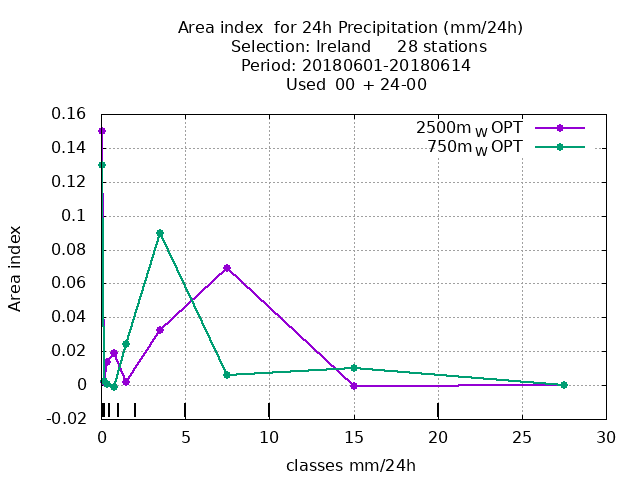 Area index  for 24h Precipitation (mm/24h)
Selection: Ireland     28 stations
Period: 20180601-20180614
Used  00  + 24-00
2500m W OPT
750m W OPT
0.16
0.14
0.12
0.1
0.08
0.06
0.04
0.02
0
-0.02
Area index
0 5 10 15 20 25 30
classes mm/24h